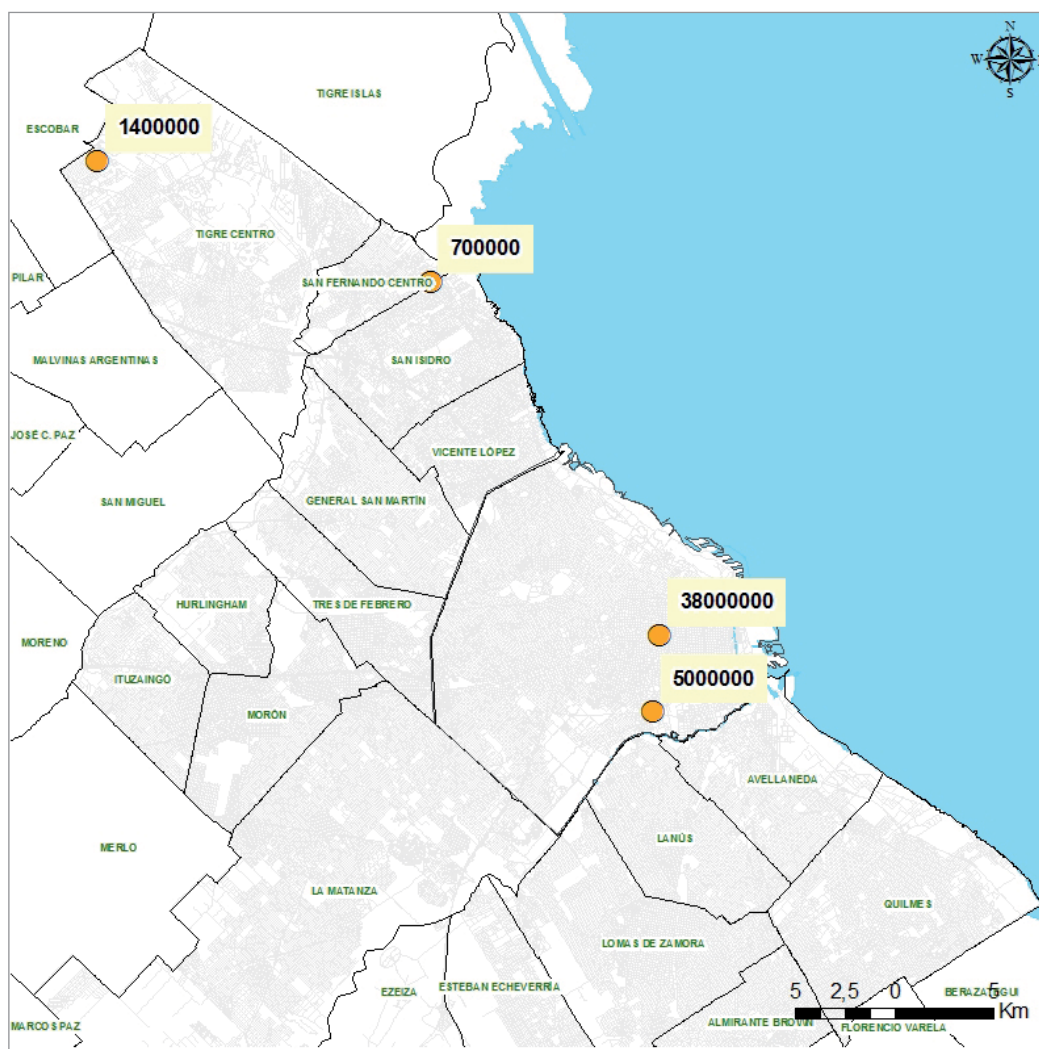 N
W
S
TIGRE ISLAS
ESCOBAR
1400000
TIGRE CENTRO
700000
PILAR
SAN FERNANDO CENTRO
MALVINAS ARGENTINAS
SAN ISIDRO
JOSÉ C. PAZ
VICENTE LÓPEZ
SAN MIGUEL
GENERAL SAN MARTÍN
HURLINGHAM
TRES DE FEBRERO
38000000
MORENO
ITUZAINGÓ
5000000
MORÓN
AVELLANEDA
MERLO
LANÚS
LA MATANZA
QUILMES
LOMAS DE ZAMORA
EZEIZA
ESTEBAN ECHEVERRÍA
5 2,5 0 5
Km
BERAZATEGUI
MARCOS PAZ
ALMIRANTE BROWN
FLORENCIO VARELA